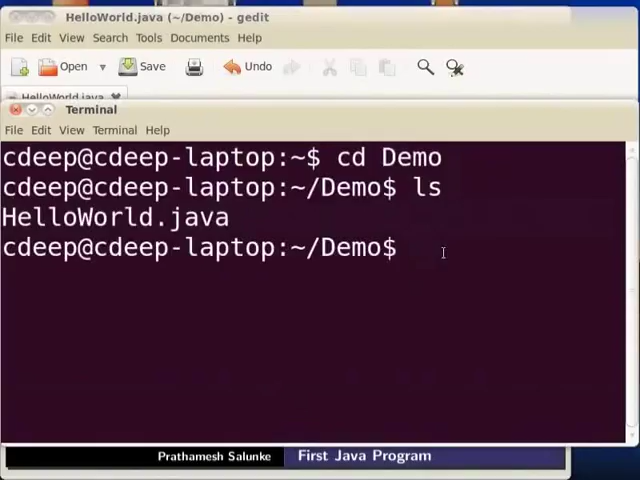 HelloWorld.java (~/Demo) - gedit
File Edit View Search Tools Documents Help
Open Save Undo
HelloWorld.java
Terminal
File Edit View Terminal Help
cdeep@cdeep-laptop:~$ cd Demo
cdeep@cdeep-laptop:~/Demo$ ls
HelloWorld.java
cdeep@cdeep-laptop:~/Demo$
Prathamesh Salunke First Java Program